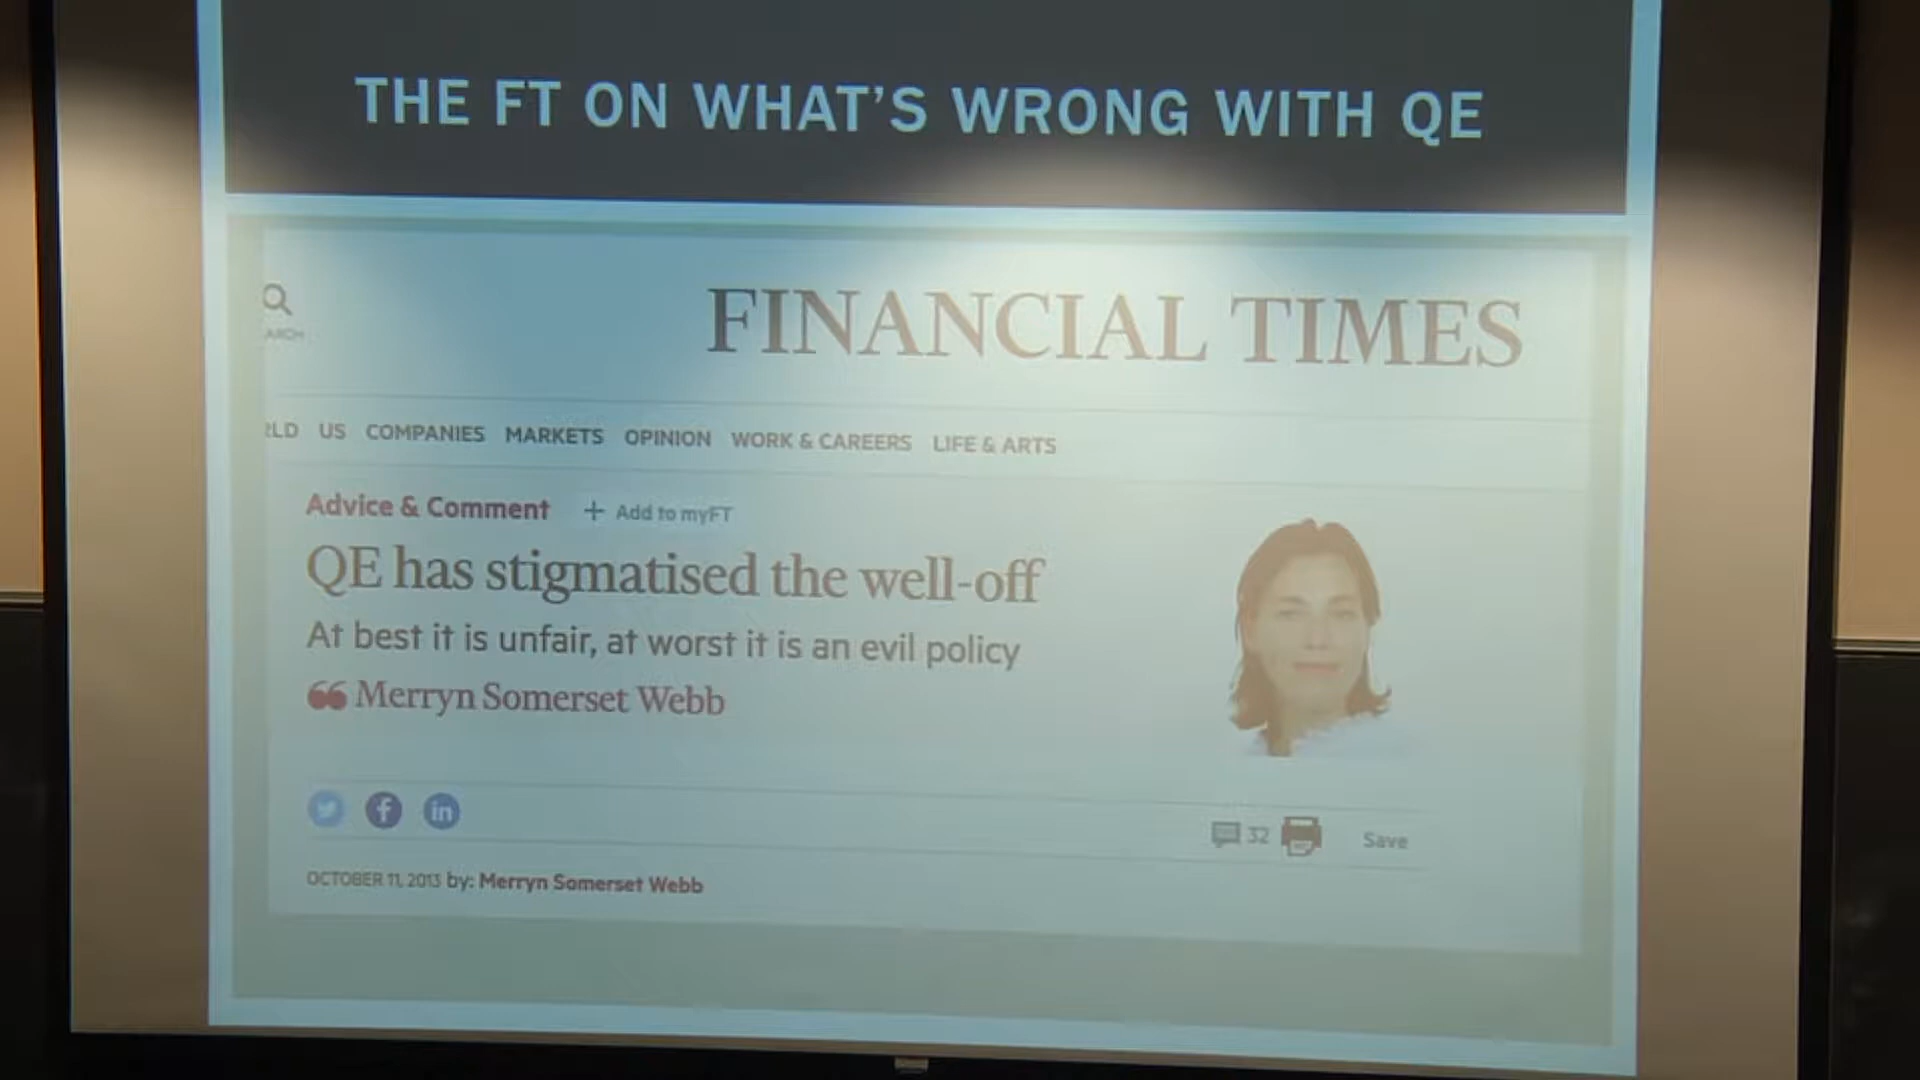 THE FT ON WHAT'S WRONG WITH QE
ARCH
FINANCIAL TIMES
RLD US COMPANIES MARKETS OPINION WORK & CAREERS LIFE & ARTS
Advice & Comment + Add to myFT
QE has stigmatised the well-off
At best it is unfair, at worst it is an evil policy
Merryn Somerset Webb
32 Save
OCTOBER 11, 2013 by: Merryn Somerset Webb